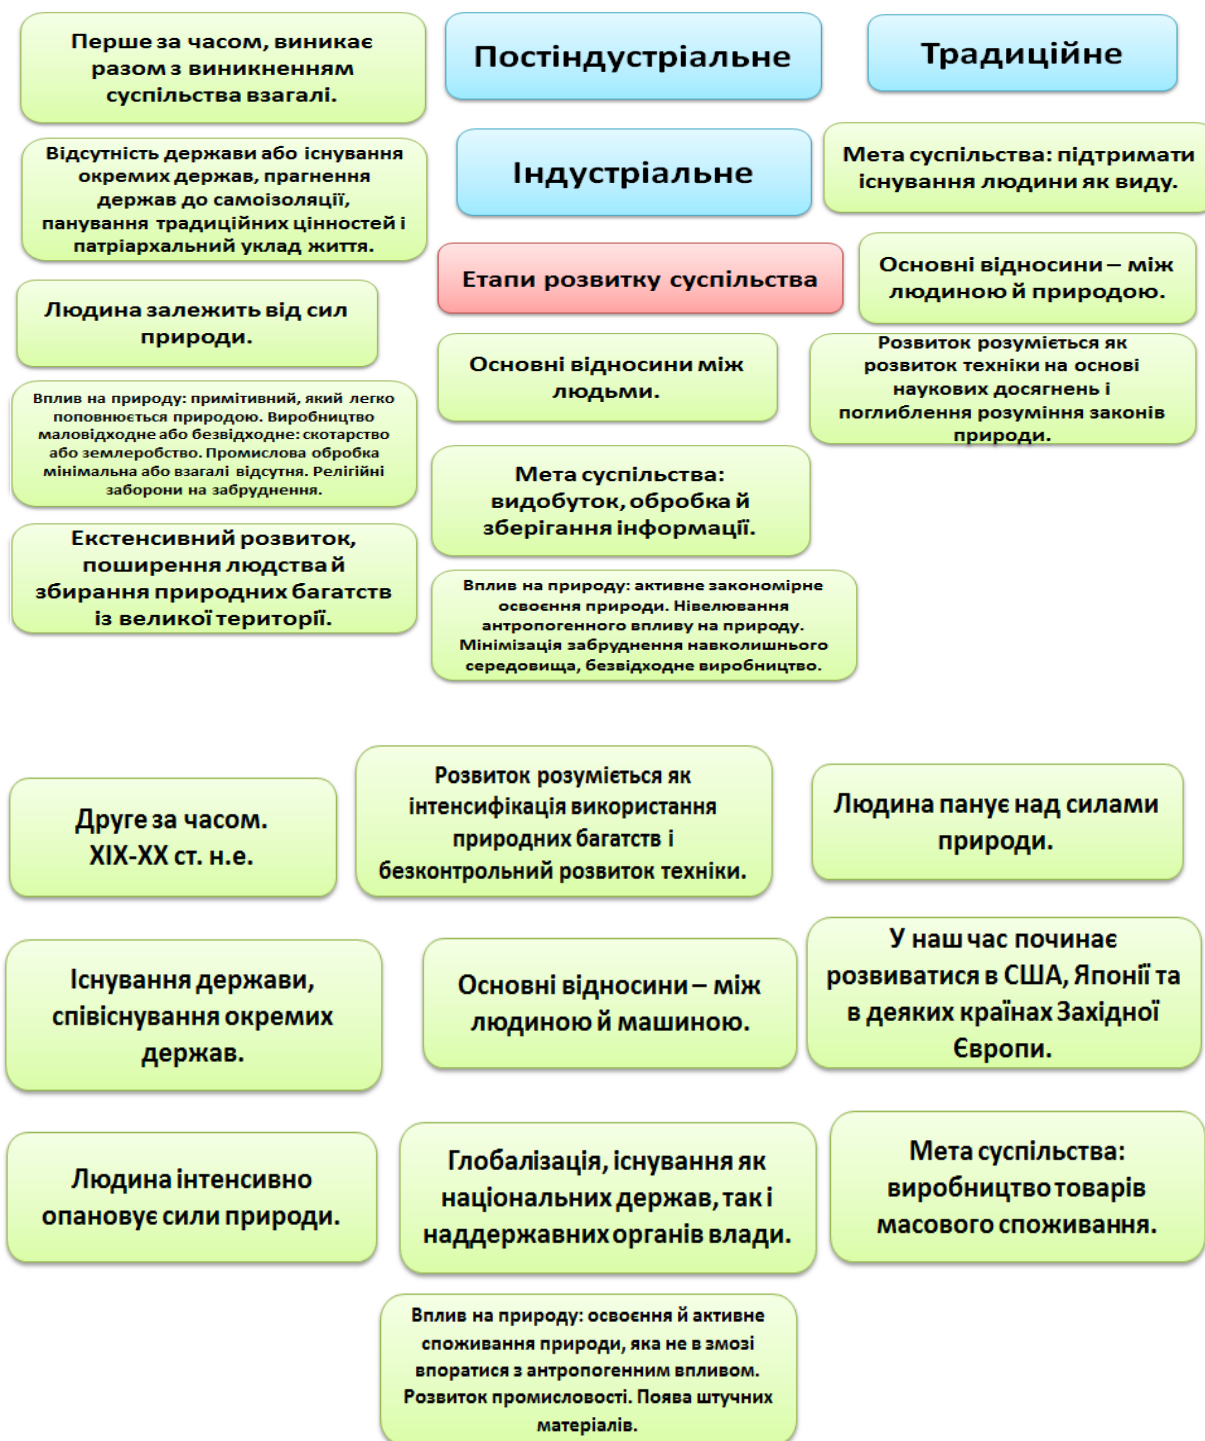 Перше за часом, виникає
разом з виникненням
суспільства взагалі.
Постіндустріальне
Традиційне
Відсутність держави або існування
окремих держав, прагнення
держав до самоізоляції,
панування традиційних цінностей і
патріархальний уклад життя.
Індустріальне
Мета суспільства: підтримати
існування людини як виду.
Етапи розвитку суспільства
Основні відносини – між
людиною й природою.
Людина залежить від сил
природи.
Основні відносини між
людьми.
Розвиток розуміється як
розвиток техніки на основі
наукових досягнень і
поглиблення розуміння законів
природи.
Вплив на природу: примітивний, який легко
поповнюється природою. Виробництво
маловідходне або безвідходне: скотарство
або землеробство. Промислова обробка
мінімальна або взагалі відсутня. Релігійні
заборони на забруднення.
Мета суспільства:
видобуток, обробка й
зберігання інформації.
Екстенсивний розвиток,
поширення людства й
збирання природних багатств
із великої території.
Вплив на природу: активне закономірне
освоєння природи. Нівелювання
антропогенного впливу на природу.
Мінімізація забруднення навколишнього
середовища, безвідходне виробництво.
Друге за часом.
XIX-XX ст. н.е.
Розвиток розуміється як
інтенсифікація використання
природних багатств і
безконтрольний розвиток техніки.
Людина панує над силами
природи.
Існування держави,
співіснування окремих
держав.
Основні відносини – між
людиною й машиною.
У наш час починає
розвиватися в США, Японії та
в деяких країнах Західної
Європи.
Людина інтенсивно
опановує сили природи.
Глобалізація, існування як
національних держав, так і
наддержавних органів влади.
Мета суспільства:
виробництво товарів
масового споживання.
Вплив на природу: освоєння й активне
споживання природи, яка не в змозі
впоратися з антропогенним впливом.
Розвиток промисловості. Поява штучних
матеріалів.